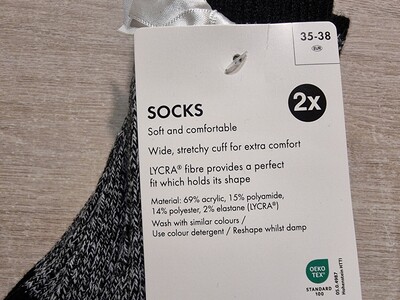 35-38
EUR
SOCKS
2x
Soft and comfortable
Wide, stretchy cuff for extra comfort
LYCRA® fibre provides a perfect
fit which holds its shape
Material: 69% acrylic, 15% polyamide,
14% polyester, 2% elastane (LYCRA®)
Wash with similar colours /
Use colour detergent / Reshape whilst damp
OEKO
TEX®
STANDARD
100
Hohenstein HTTI